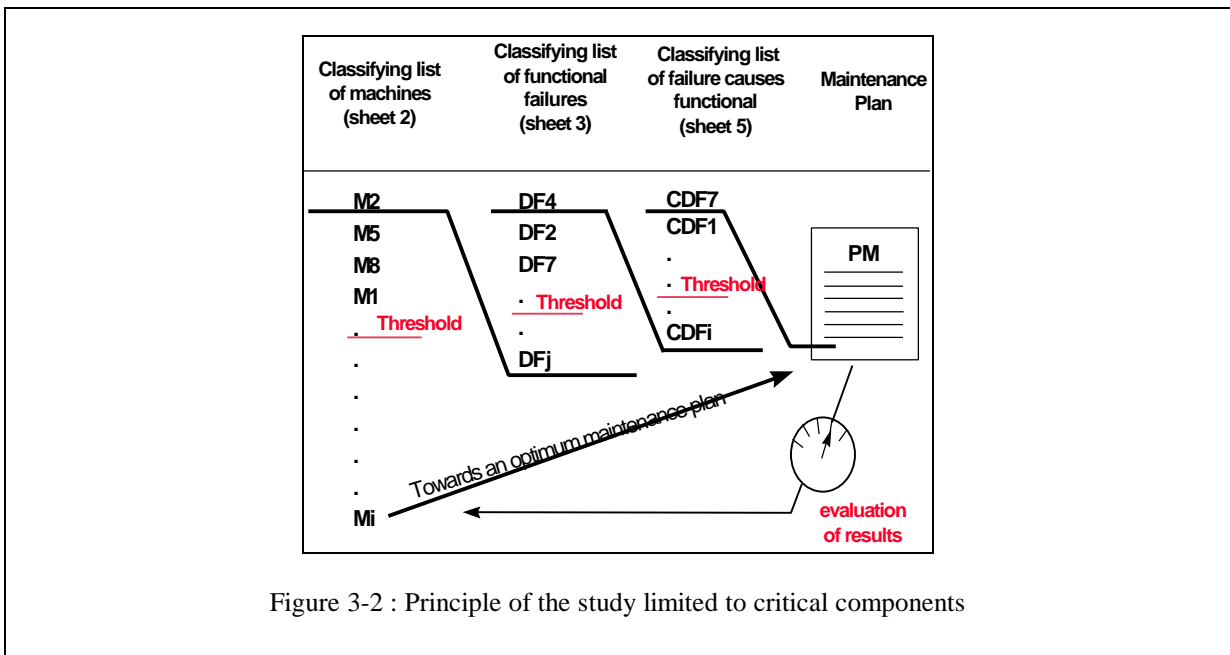 Classifying list
of machines
(sheet 2)
Classifying list
of functional
failures
(sheet 3)
Classifying list
of failure causes
functional
(sheet 5)
Maintenance
Plan
M2
M5
M8
M1
. Threshold
.
.
.
.
.
Mi
DF4
DF2
DF7
. Threshold
.
DFj
CDF7
CDF1
.
. Threshold
.
CDFi
PM
Towards an optimum maintenance plan
evaluation
of results
Figure 3-2 : Principle of the study limited to critical components